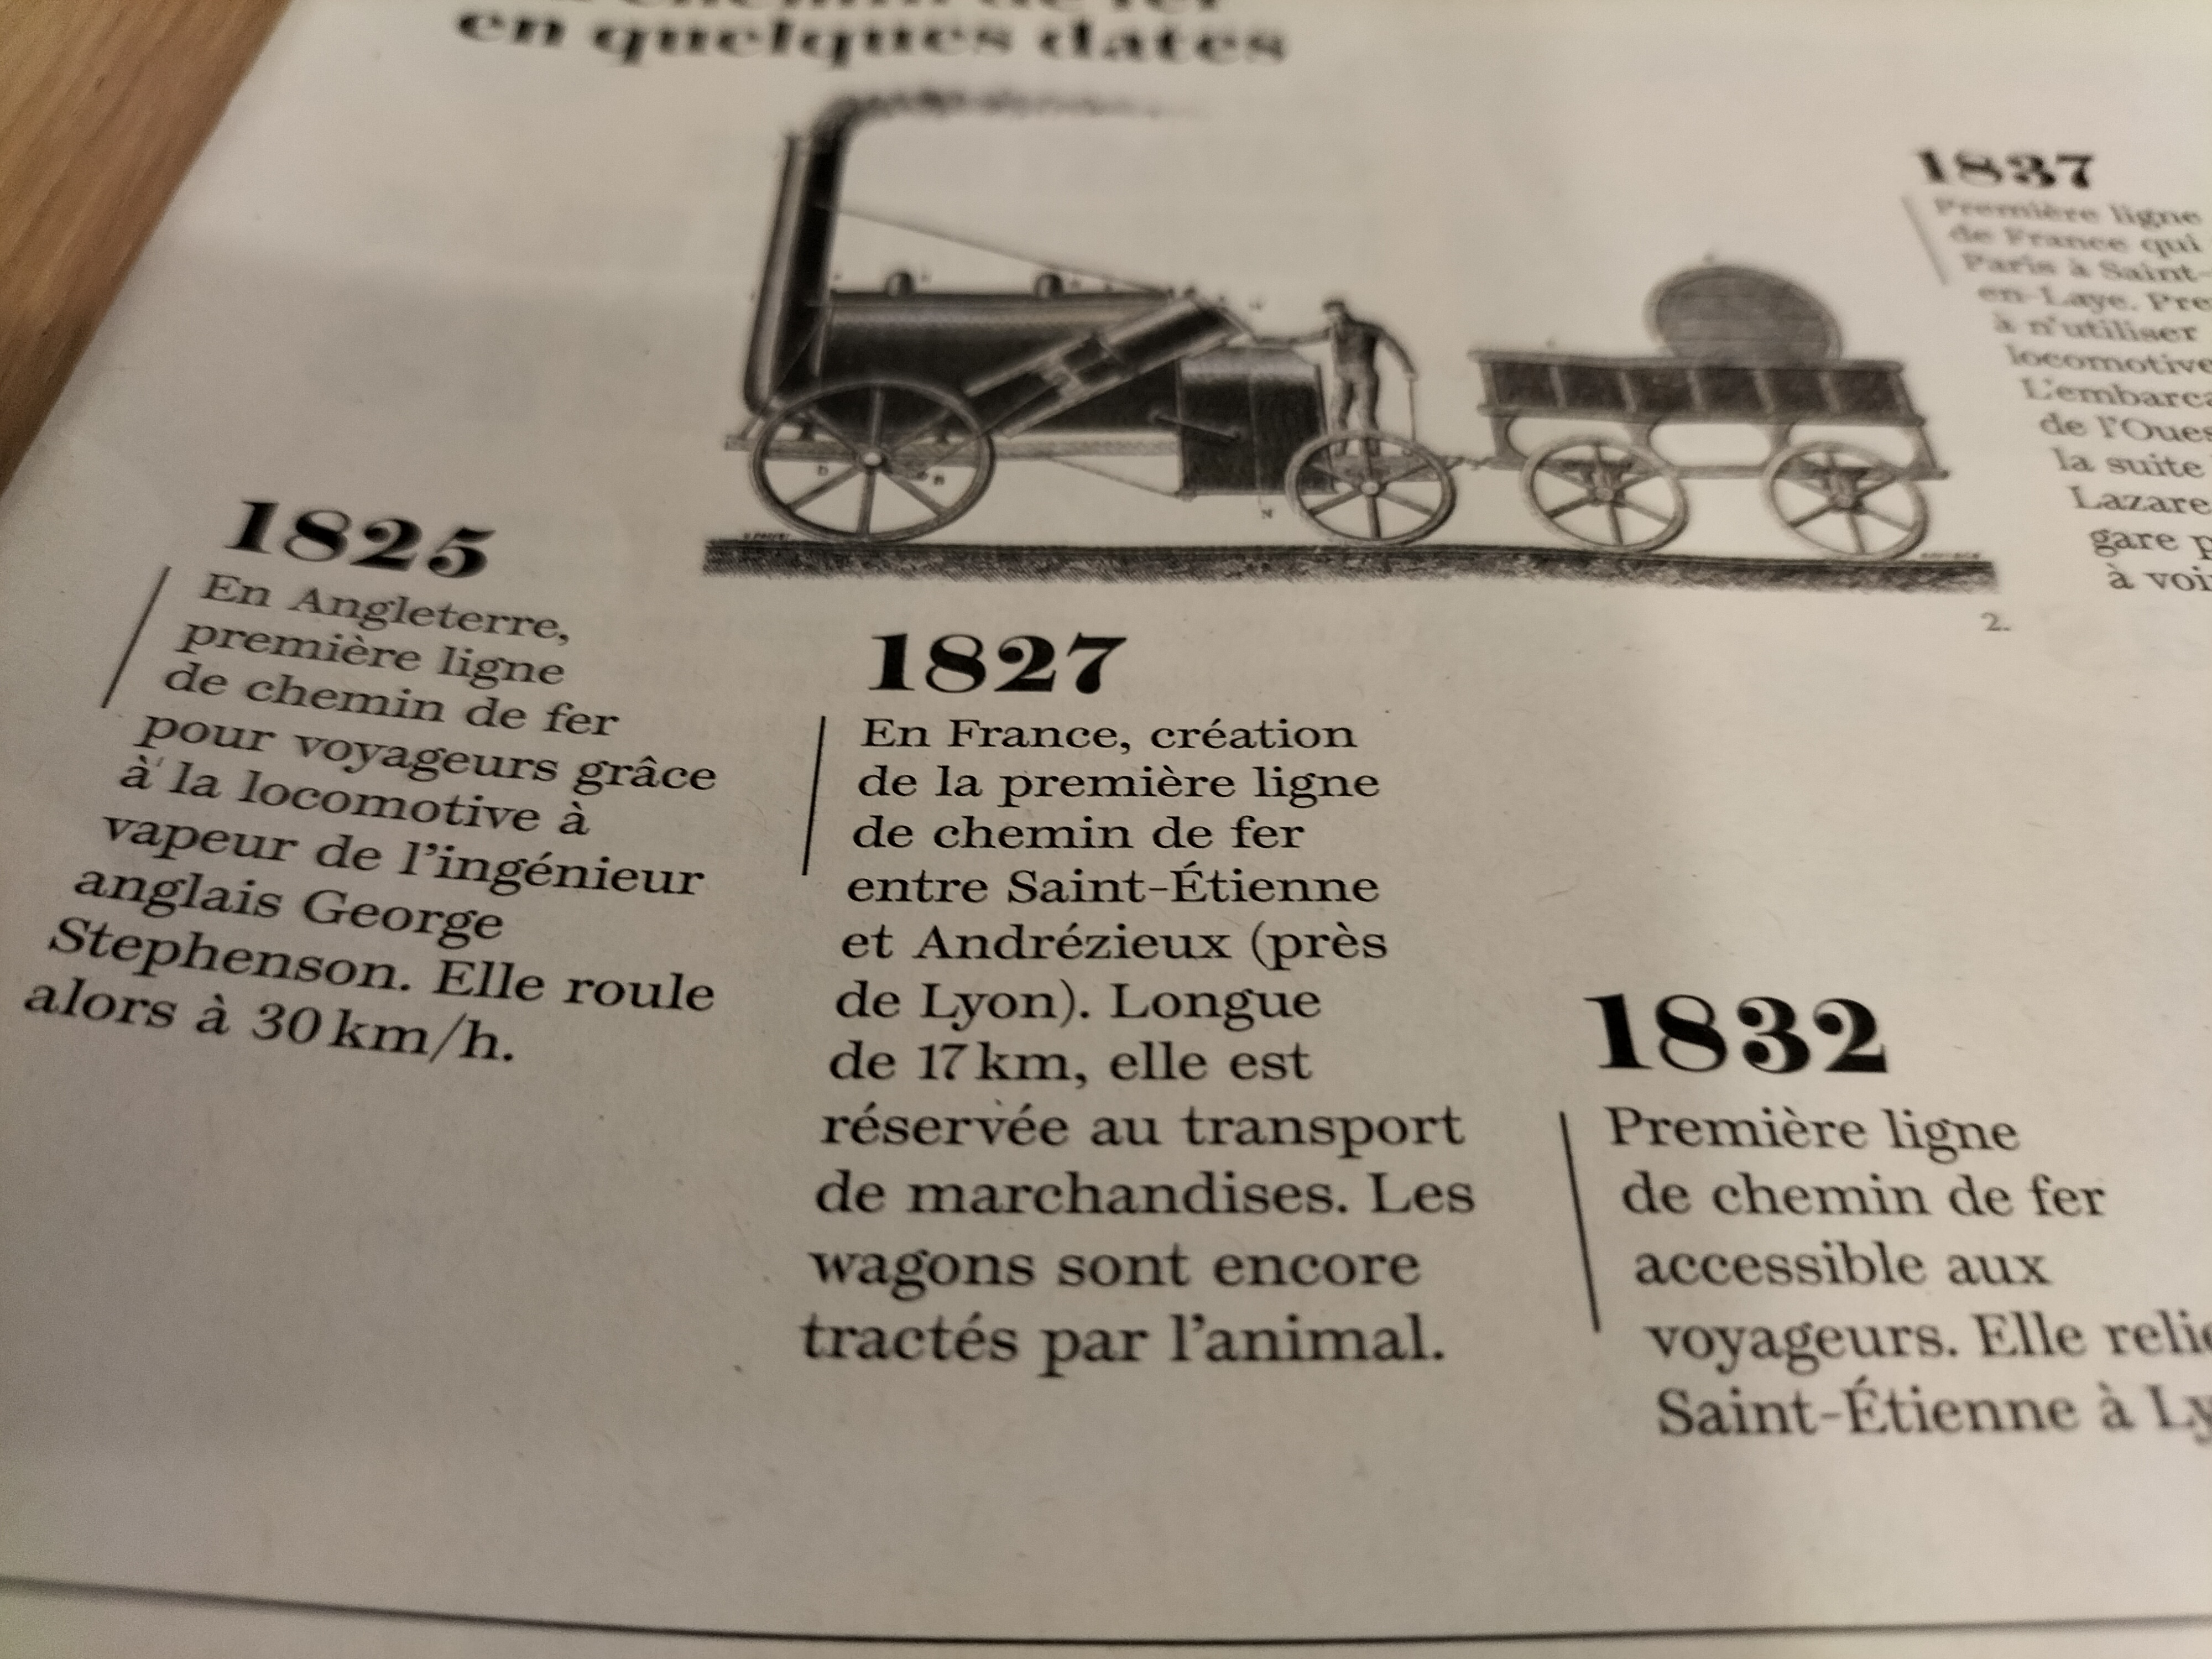 chemin de fer
en quelques dates
1825
En Angleterre,
première ligne
de chemin de fer
pour voyageurs grâce
à la locomotive à
vapeur de l'ingénieur
anglais George
Stephenson. Elle roule
alors à 30 km/h.
1827
En France, création
de la première ligne
de chemin de fer
entre Saint-Étienne
et Andrézieux (près
de Lyon). Longue
de 17 km, elle est
réservée au transport
de marchandises. Les
wagons sont encore
tractés par l'animal.
1832
Première ligne
de chemin de fer
accessible aux
voyageurs. Elle
Saint-Étienne à
1837
Première ligne
de France qui
Paris à Saint-
en-Laye.
à n'utiliser
de
la suite
Lazare
gare
à
2.